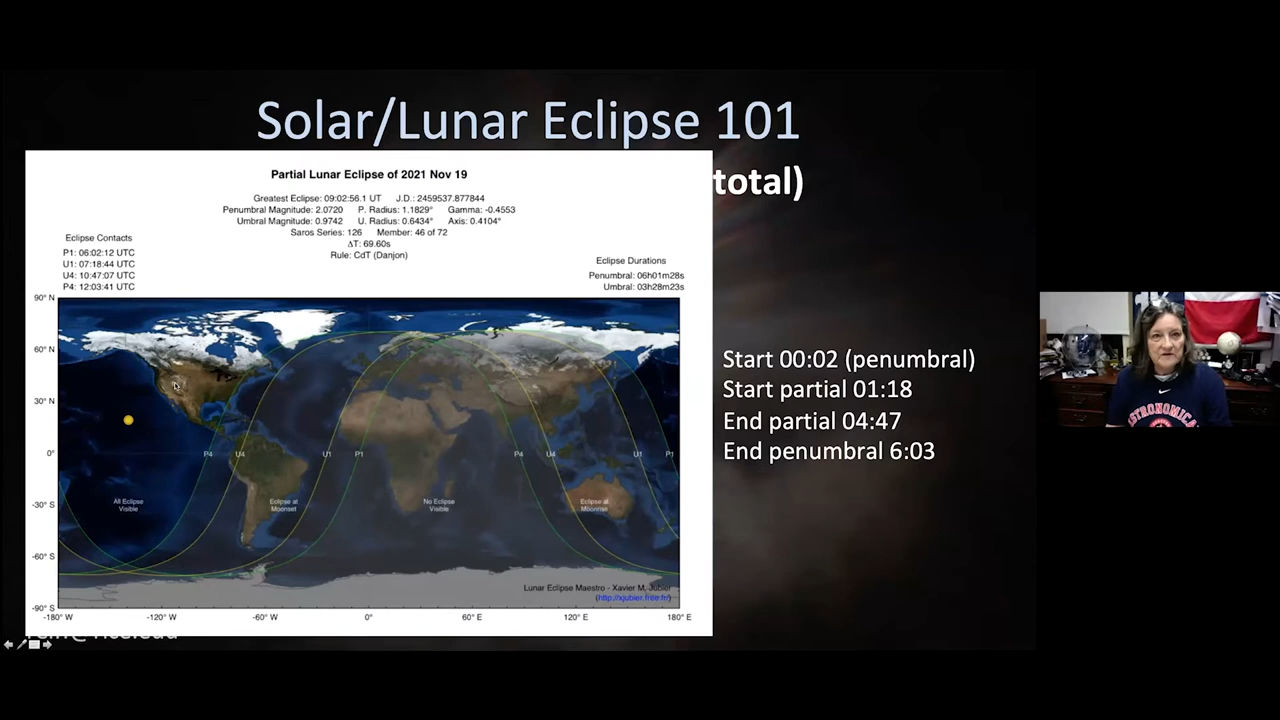 Solar/Lunar Eclipse 101
total)
Partial Lunar Eclipse of 2021 Nov 19
Greatest Eclipse: 09:02:56.1 UT J.D.: 2459537.877844
Penumbral Magnitude: 2.0720 P. Radius: 1.1829° Gamma: -0.4553
Umbral Magnitude: 0.9742 U. Radius: 0.6434° Axis: 0.4104°
Saros Series: 126 Member: 46 of 72
ΔT: 69.60s
Rule: CdT (Danjon)
Eclipse Contacts
P1: 06:02:12 UTC
U1: 07:18:44 UTC
U4: 10:47:07 UTC
P4: 12:03:41 UTC
Eclipse Durations
Penumbral: 06h01m28s
Umbral: 03h28m23s
90° N
60° N
30° N
0°
-30° S
-60° S
-90° S
P4 U4 U1 P1 P4 U4 U1 P1
All Eclipse
Visible
Eclipse at
Moonset
No Eclipse
Visible
Eclipse at
Moonrise
Lunar Eclipse Maestro - Xavier M. Jubier
(http://xjubier.free.fr/)
-180° W -120° W -60° W 0° 60° E 120° E 180° E
Start 00:02 (penumbral)
Start partial 01:18
End partial 04:47
End penumbral 6:03